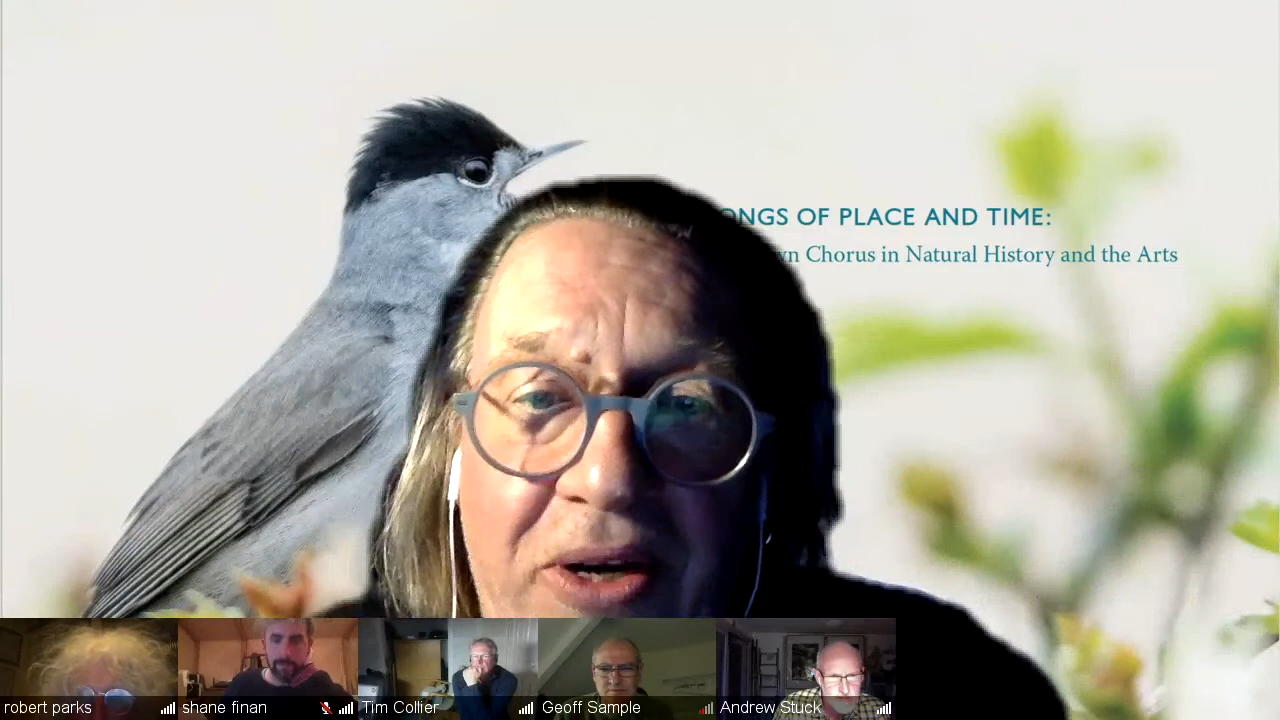 ONGS OF PLACE AND TIME:
wn Chorus in Natural History and the Arts
robert parks
shane finan
Tim Collier
Geoff Sample
Andrew Stuck